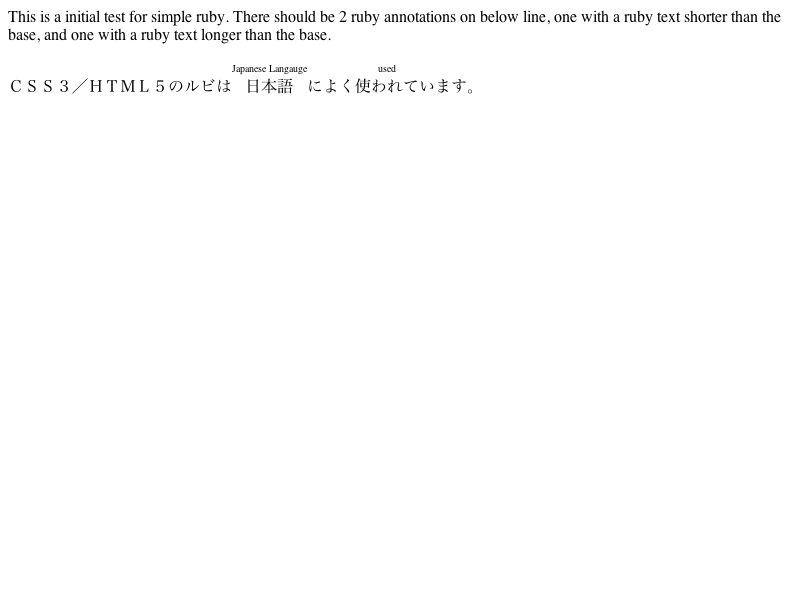 This is a initial test for simple ruby. There should be 2 ruby annotations on below line, one with a ruby text shorter than the
base, and one with a ruby text longer than the base.
Japanese Langauge used
ＣＳＳ３／ＨＴＭＬ５のルビは 日本語 によく使われています。